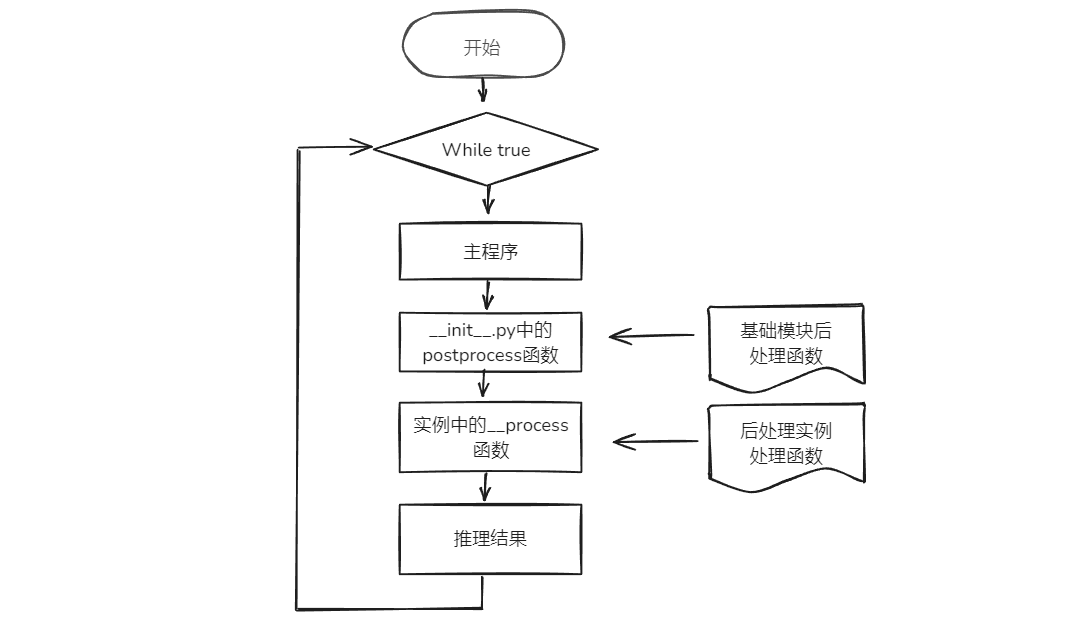 开始
While true
主程序
__init__.py中的
postprocess函数
基础模块后
处理函数
实例中的__process
函数
后处理实例
处理函数
推理结果